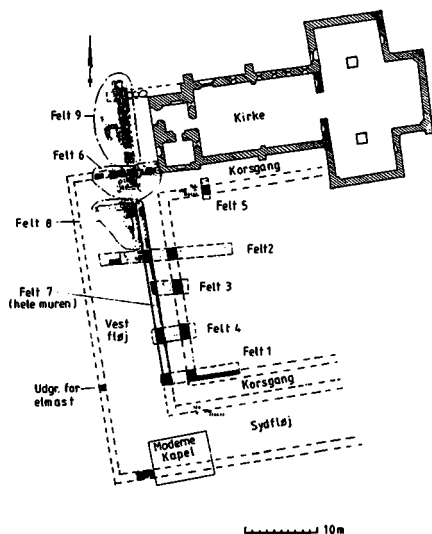 Felt 9
Kirke
Felt 6
Korsgang
Felt 5
Felt 8
Felt2
Felt 3
Felt 7
(hele muren)
Vest
fløj
Felt 4
Felt 1
Korsgang
Udgr. for
elmast
Sydfløj
Moderne
Kapel
10m